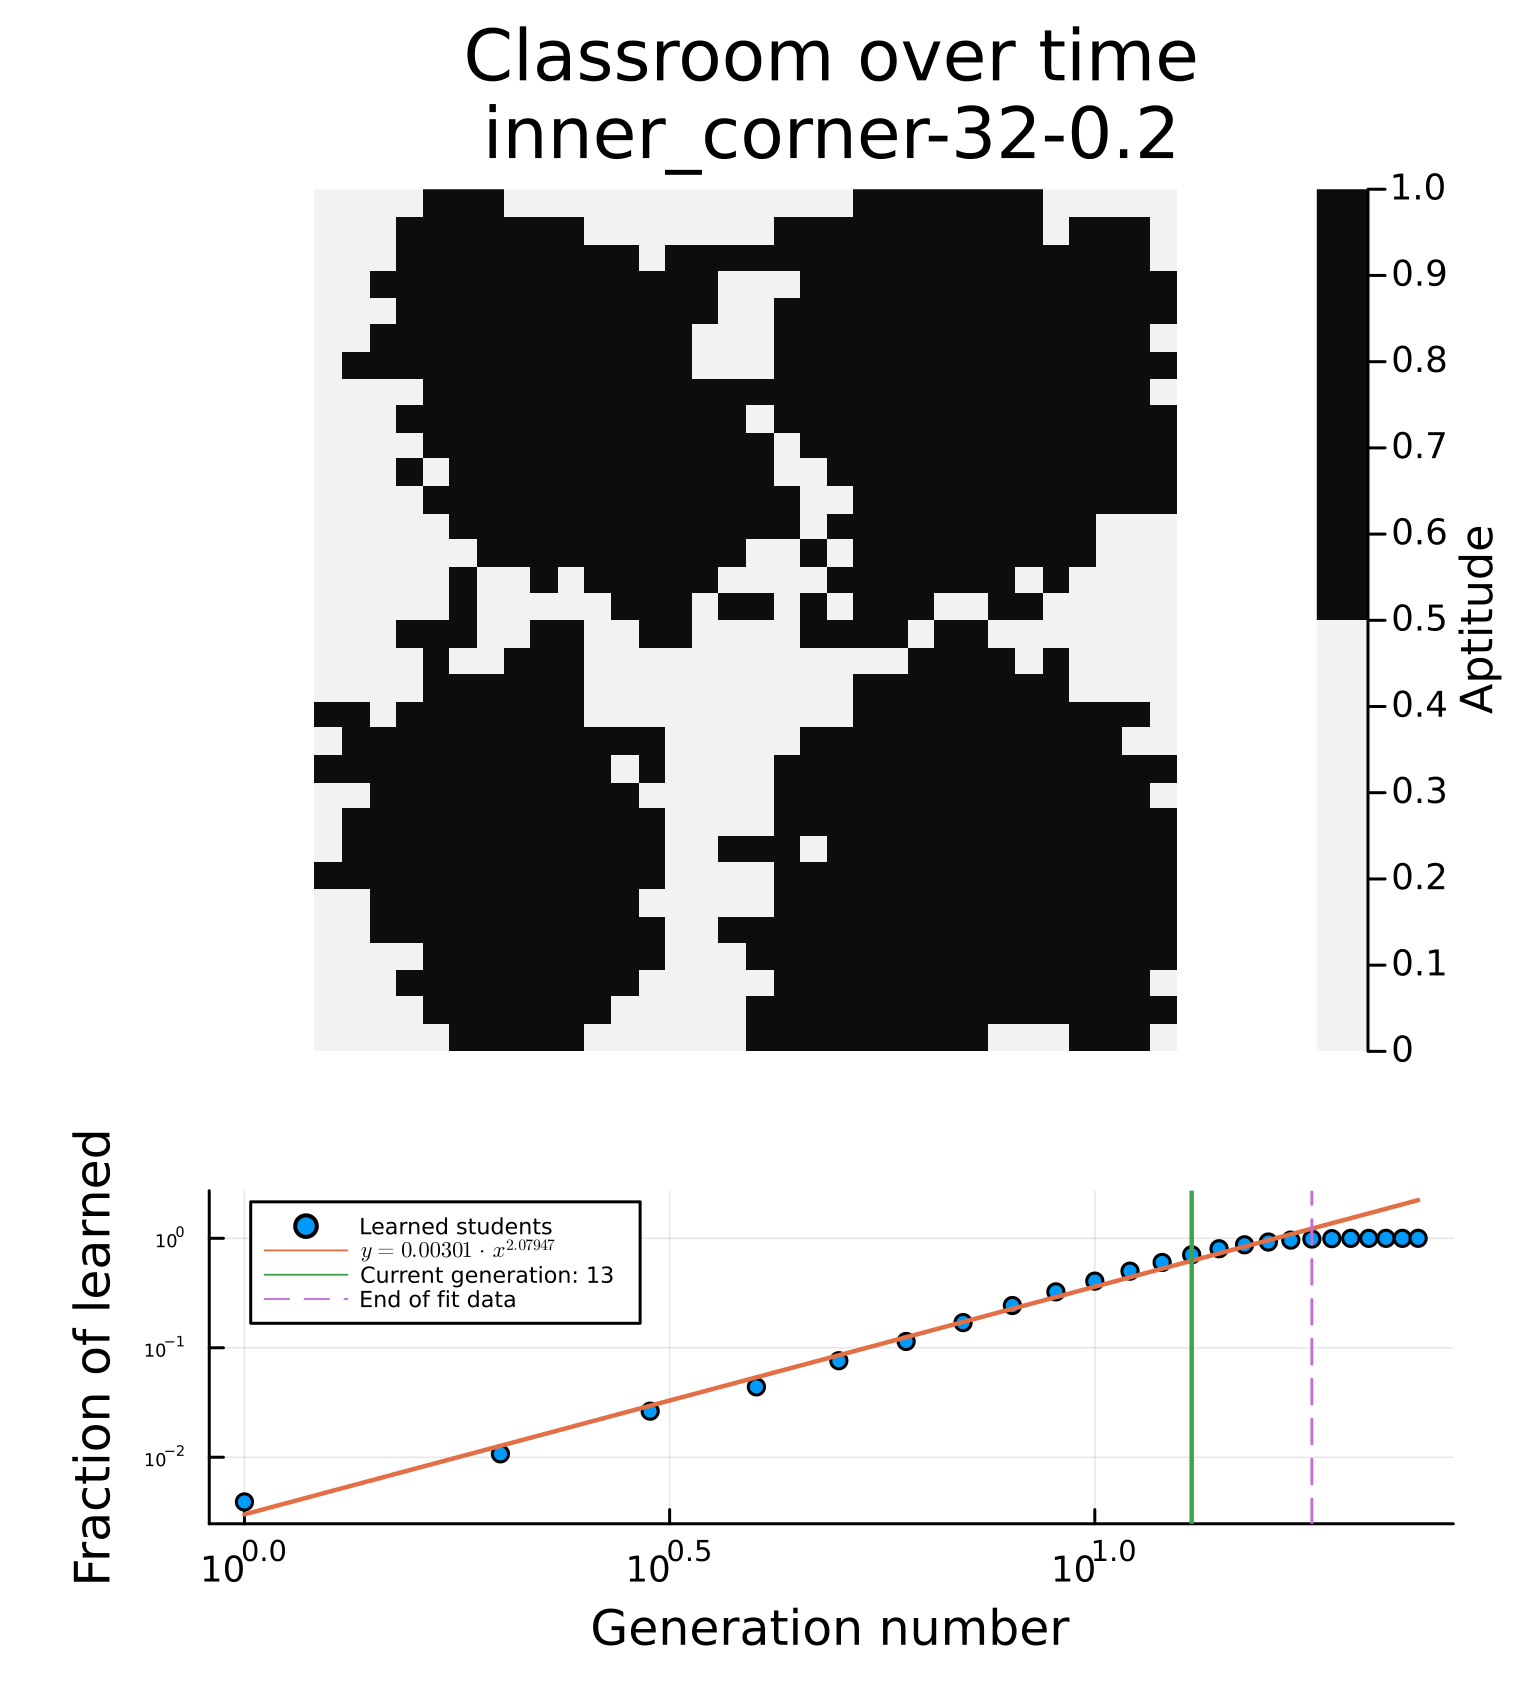 Classroom over time
inner_corner-32-0.2
1.0
0.9
0.8
0.7
0.6
0.5
0.4
0.3
0.2
0.1
0
Aptitude
Fraction of learned
10⁰
10⁻¹
10⁻²
Learned students
y = 0.00301 · x^2.07947
Current generation: 13
End of fit data
10^0.0
10^0.5
10^1.0
Generation number